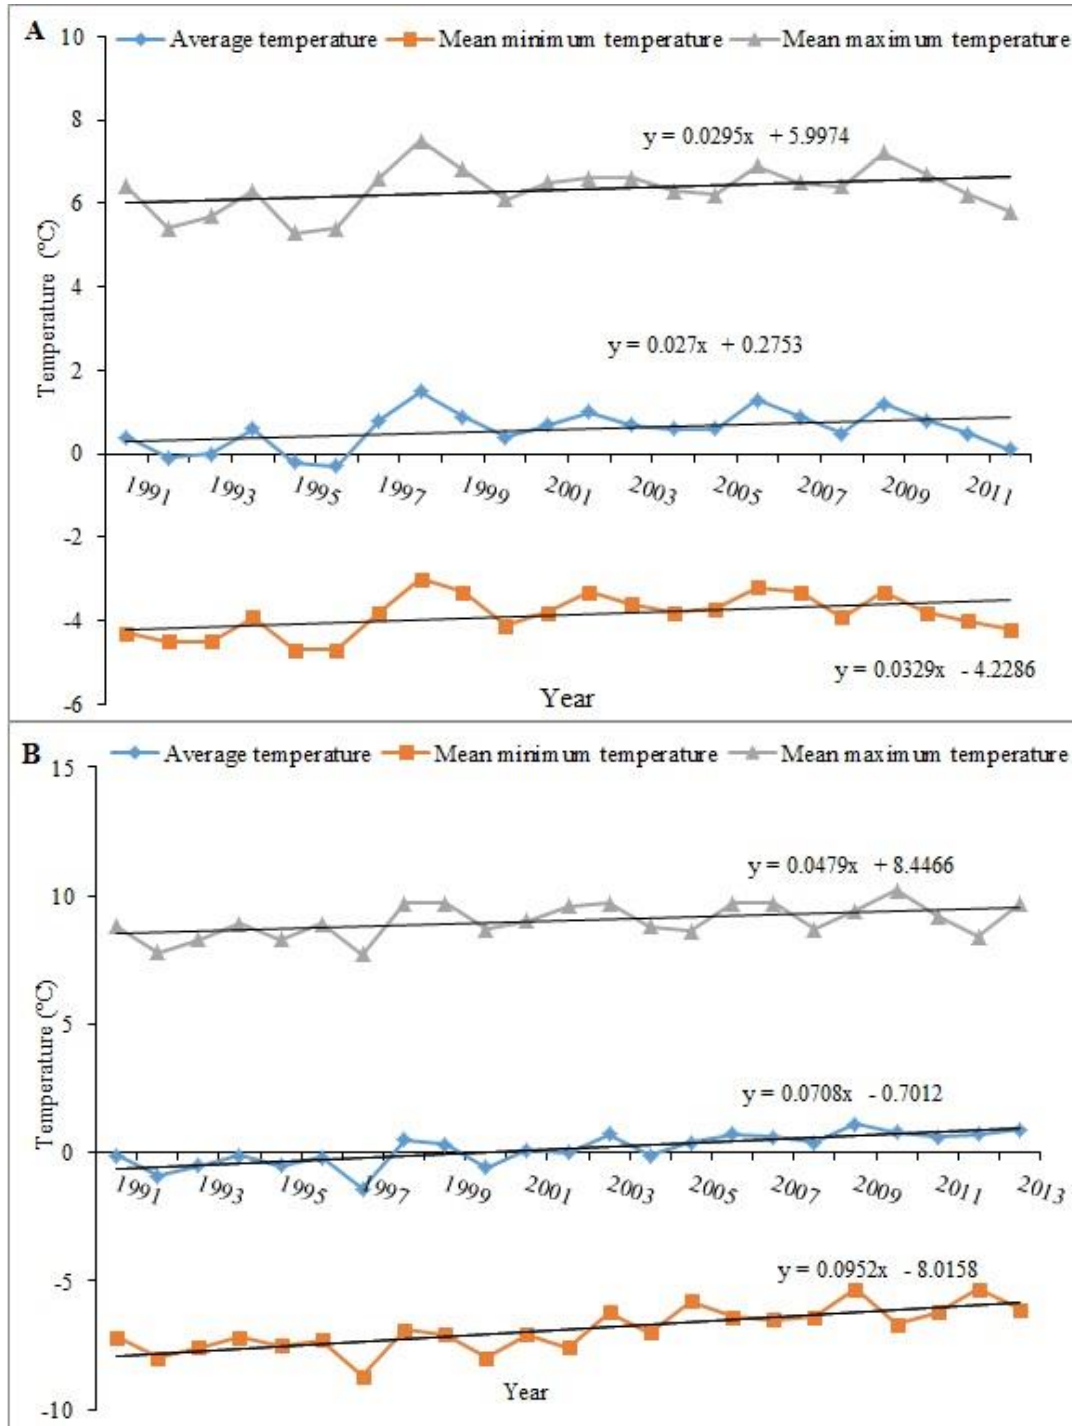 A
Average temperature Mean minimum temperature Mean maximum temperature
10
8
y = 0.0295x + 5.9974
6
4
Temperature (°C)
y = 0.027x + 0.2753
2
0
1991 1993 1995 1997 1999 2001 2003 2005 2007 2009 2011
-2
-4
y = 0.0329x - 4.2286
-6
Year
B
Average temperature Mean minimum temperature Mean maximum temperature
15
y = 0.0479x + 8.4466
10
Temperature (°C)
5
y = 0.0708x - 0.7012
0
1991 1993 1995 1997 1999 2001 2003 2005 2007 2009 2011 2013
y = 0.0952x - 8.0158
-5
Year
-10